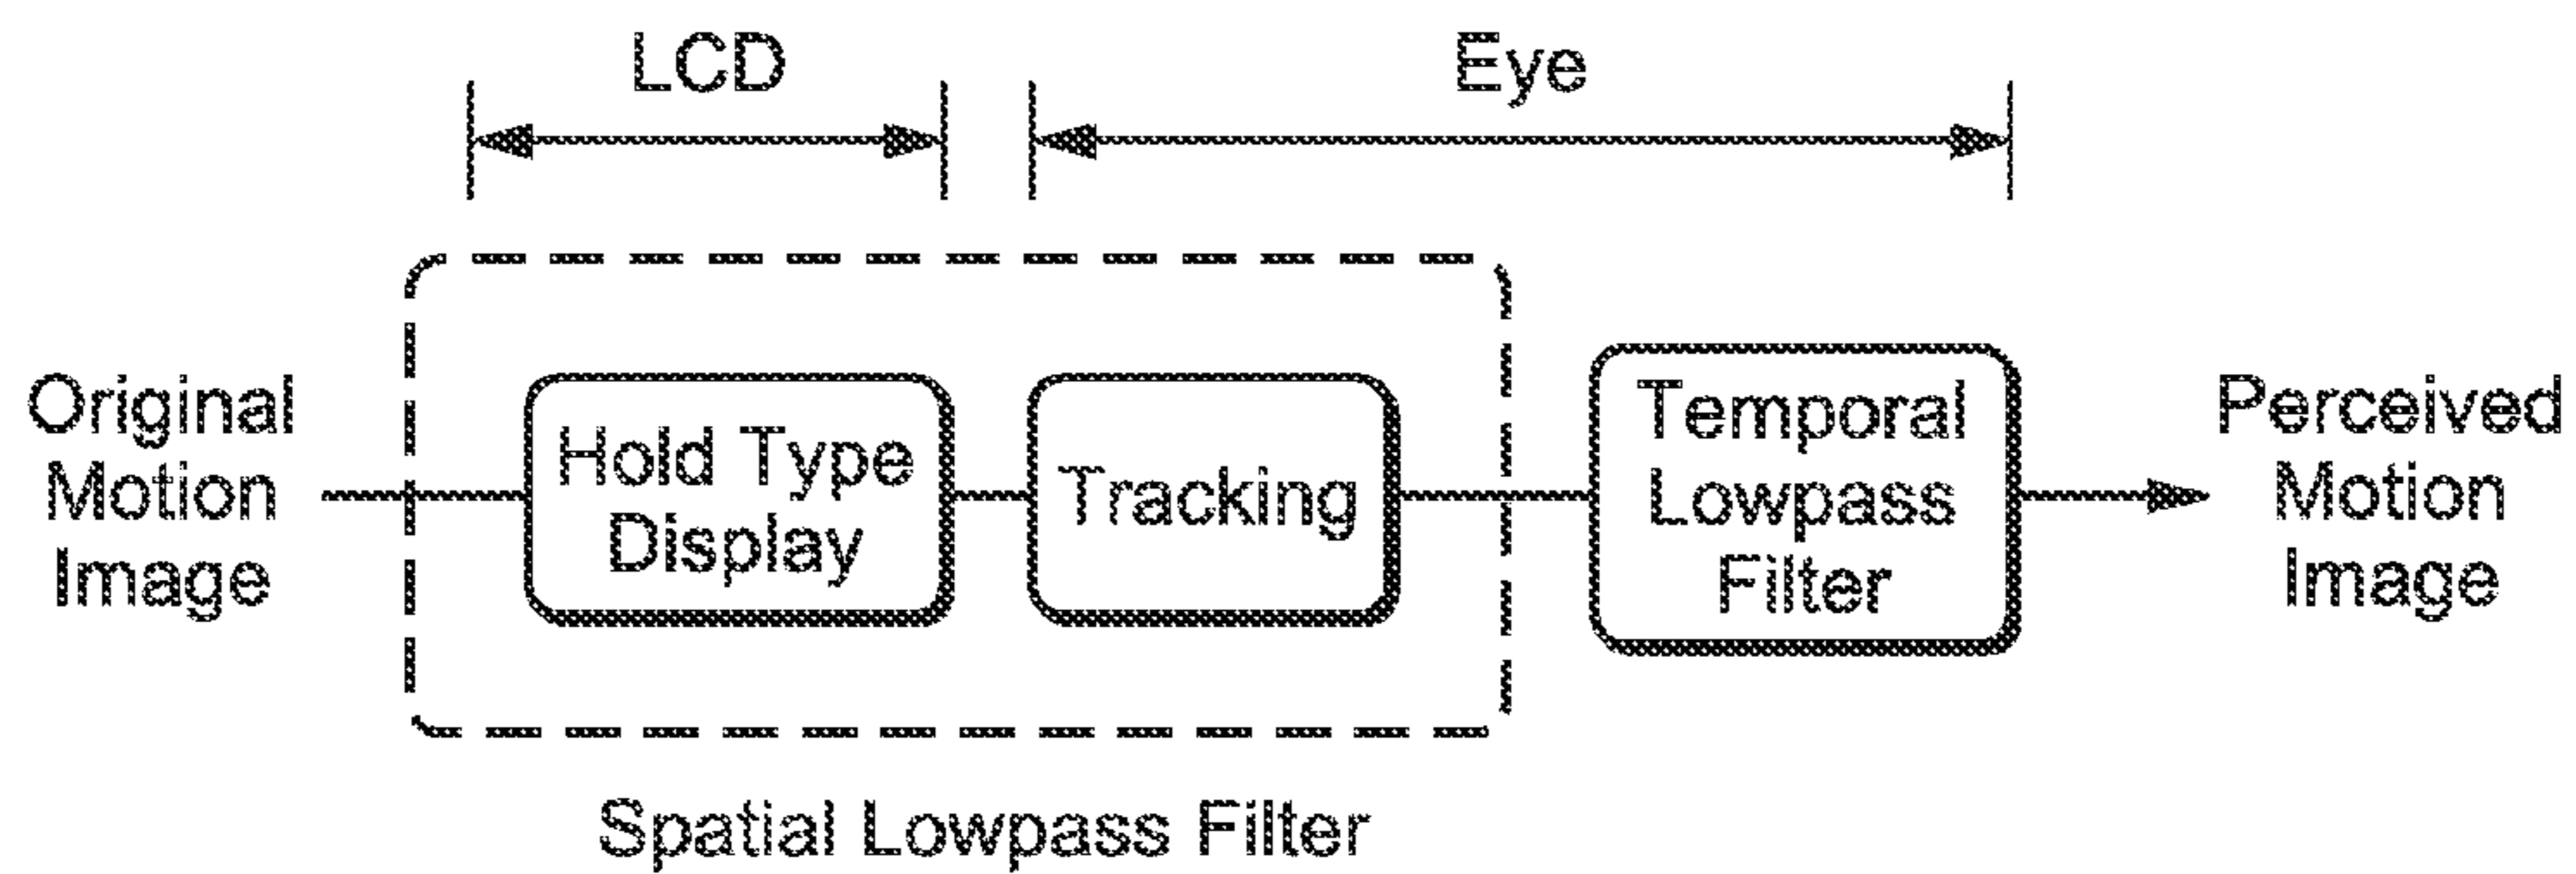 LCD
Eye
Original
Motion
Image
Hold Type
Display
Tracking
Temporal
Lowpass
Filter
Perceived
Motion
Image
Spatial Lowpass Filter